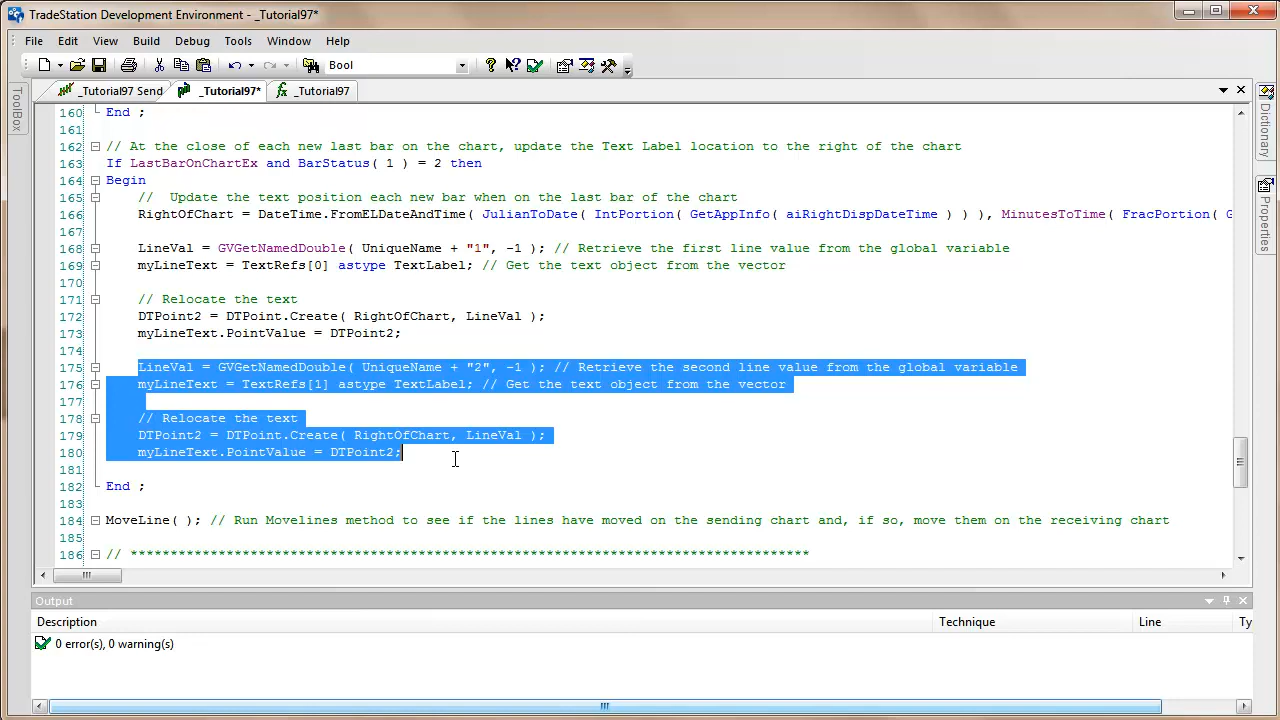 TradeStation Development Environment - _Tutorial97*
File Edit View Build Debug Tools Window Help
Bool
_Tutorial97 Send _Tutorial97* _Tutorial97
ToolBox
Dictionary
Properties
160 End ;
161
162 // At the close of each new last bar on the chart, update the Text Label location to the right of the chart
163 If LastBarOnChartEx and BarStatus( 1 ) = 2 then
164 Begin
165 // Update the text position each new bar when on the last bar of the chart
166 RightOfChart = DateTime.FromELDateAndTime( JulianToDate( IntPortion( GetAppInfo( aiRightDispDateTime ) ) ), MinutesToTime( FracPortion( G
167
168 LineVal = GVGetNamedDouble( UniqueName + "1", -1 ); // Retrieve the first line value from the global variable
169 myLineText = TextRefs[0] astype TextLabel; // Get the text object from the vector
170
171 // Relocate the text
172 DTPoint2 = DTPoint.Create( RightOfChart, LineVal );
173 myLineText.PointValue = DTPoint2;
174
175 LineVal = GVGetNamedDouble( UniqueName + "2", -1 ); // Retrieve the second line value from the global variable
176 myLineText = TextRefs[1] astype TextLabel; // Get the text object from the vector
177
178 // Relocate the text
179 DTPoint2 = DTPoint.Create( RightOfChart, LineVal );
180 myLineText.PointValue = DTPoint2;
181
182 End ;
183
184 MoveLine( ); // Run Movelines method to see if the lines have moved on the sending chart and, if so, move them on the receiving chart
185
186 // *************************************************************************************
Output
Description Technique Line Ty
0 error(s), 0 warning(s)